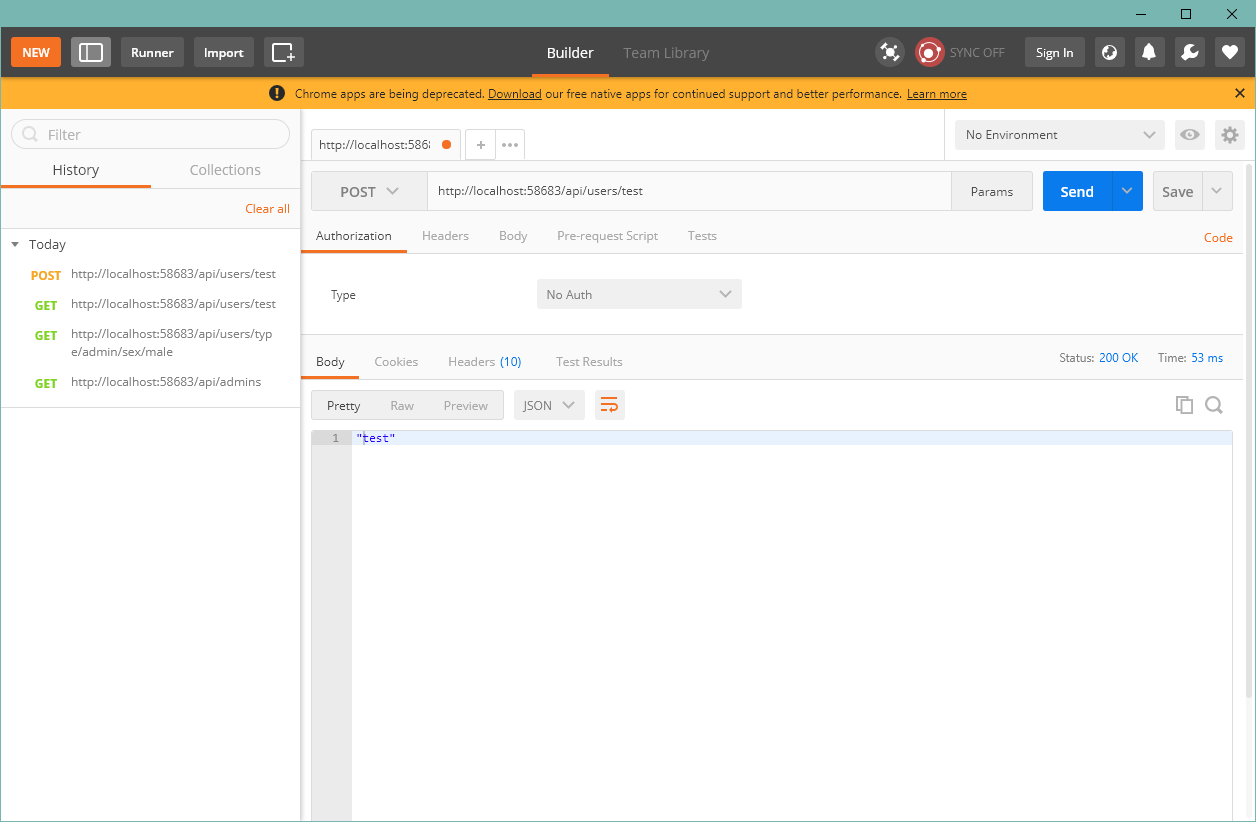 NEW Runner Import Builder Team Library SYNC OFF Sign In
Chrome apps are being deprecated. Download our free native apps for continued support and better performance. Learn more
Filter
History Collections
Clear all
Today
POST http://localhost:58683/api/users/test
GET http://localhost:58683/api/users/test
GET http://localhost:58683/api/users/typ
e/admin/sex/male
GET http://localhost:58683/api/admins
http://localhost:586 No Environment
POST http://localhost:58683/api/users/test Params Send Save
Authorization Headers Body Pre-request Script Tests Code
Type No Auth
Body Cookies Headers (10) Test Results Status: 200 OK Time: 53 ms
Pretty Raw Preview JSON
1 "test"